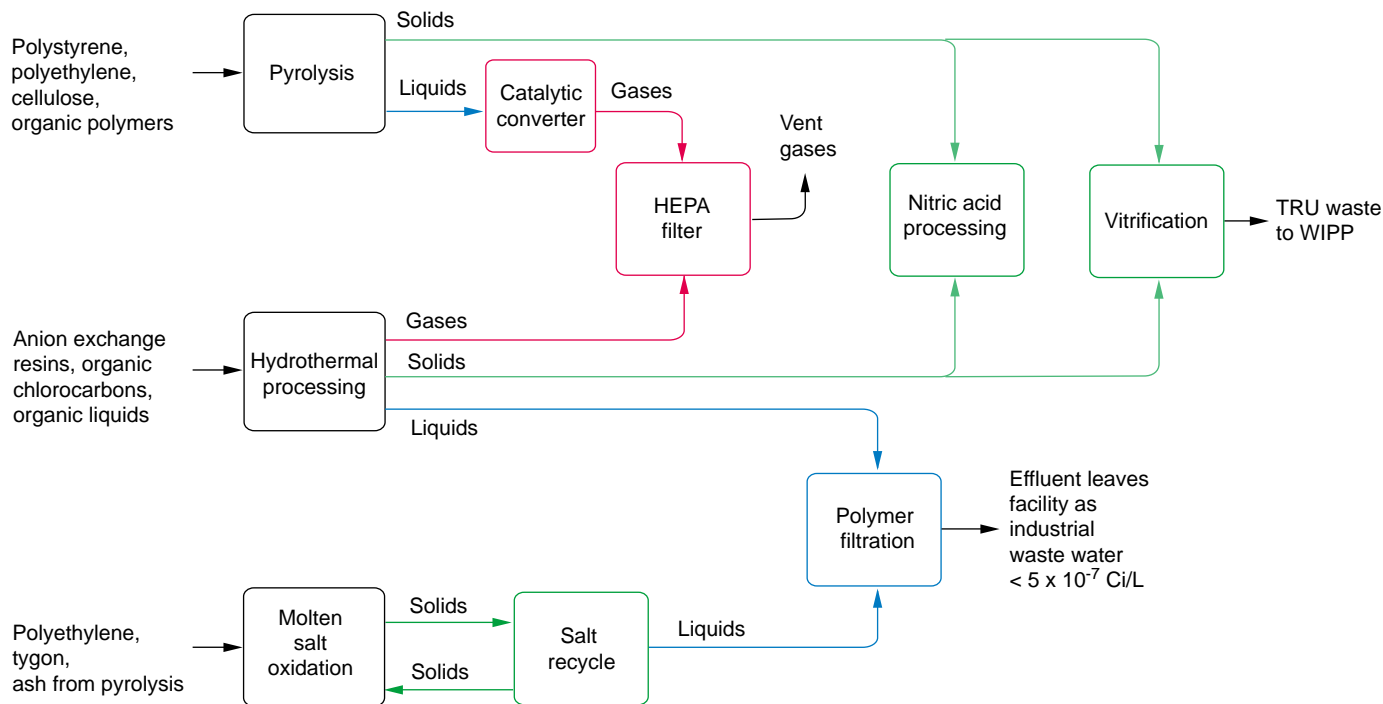 Solids
Polystyrene,
polyethylene,
cellulose,
organic polymers
Pyrolysis
Liquids
Catalytic
converter
Gases
Vent
gases
HEPA
filter
Nitric acid
processing
Vitrification
TRU waste
to WIPP
Anion exchange
resins, organic
chlorocarbons,
organic liquids
Hydrothermal
processing
Gases
Solids
Liquids
Polymer
filtration
Effluent leaves
facility as
industrial
waste water
< 5 x 10⁻⁷ Ci/L
Polyethylene,
tygon,
ash from pyrolysis
Molten
salt
oxidation
Solids
Solids
Salt
recycle
Liquids